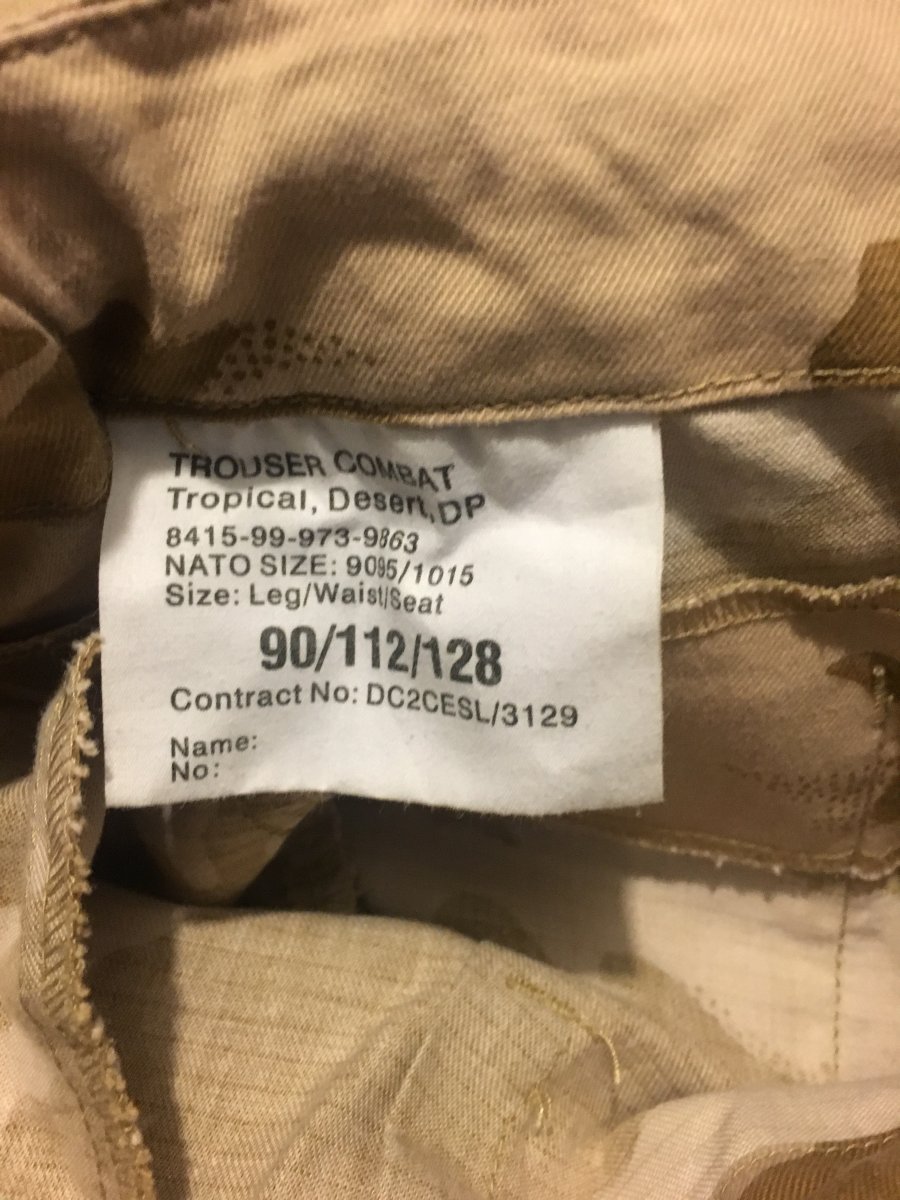 TROUSER COMBAT
Tropical, Desert, DP
8415-99-973-9863
NATO SIZE: 9095/1015
Size: Leg/Waist/Seat
90/112/128
Contract No: DC2CESL/3129
Name:
No: